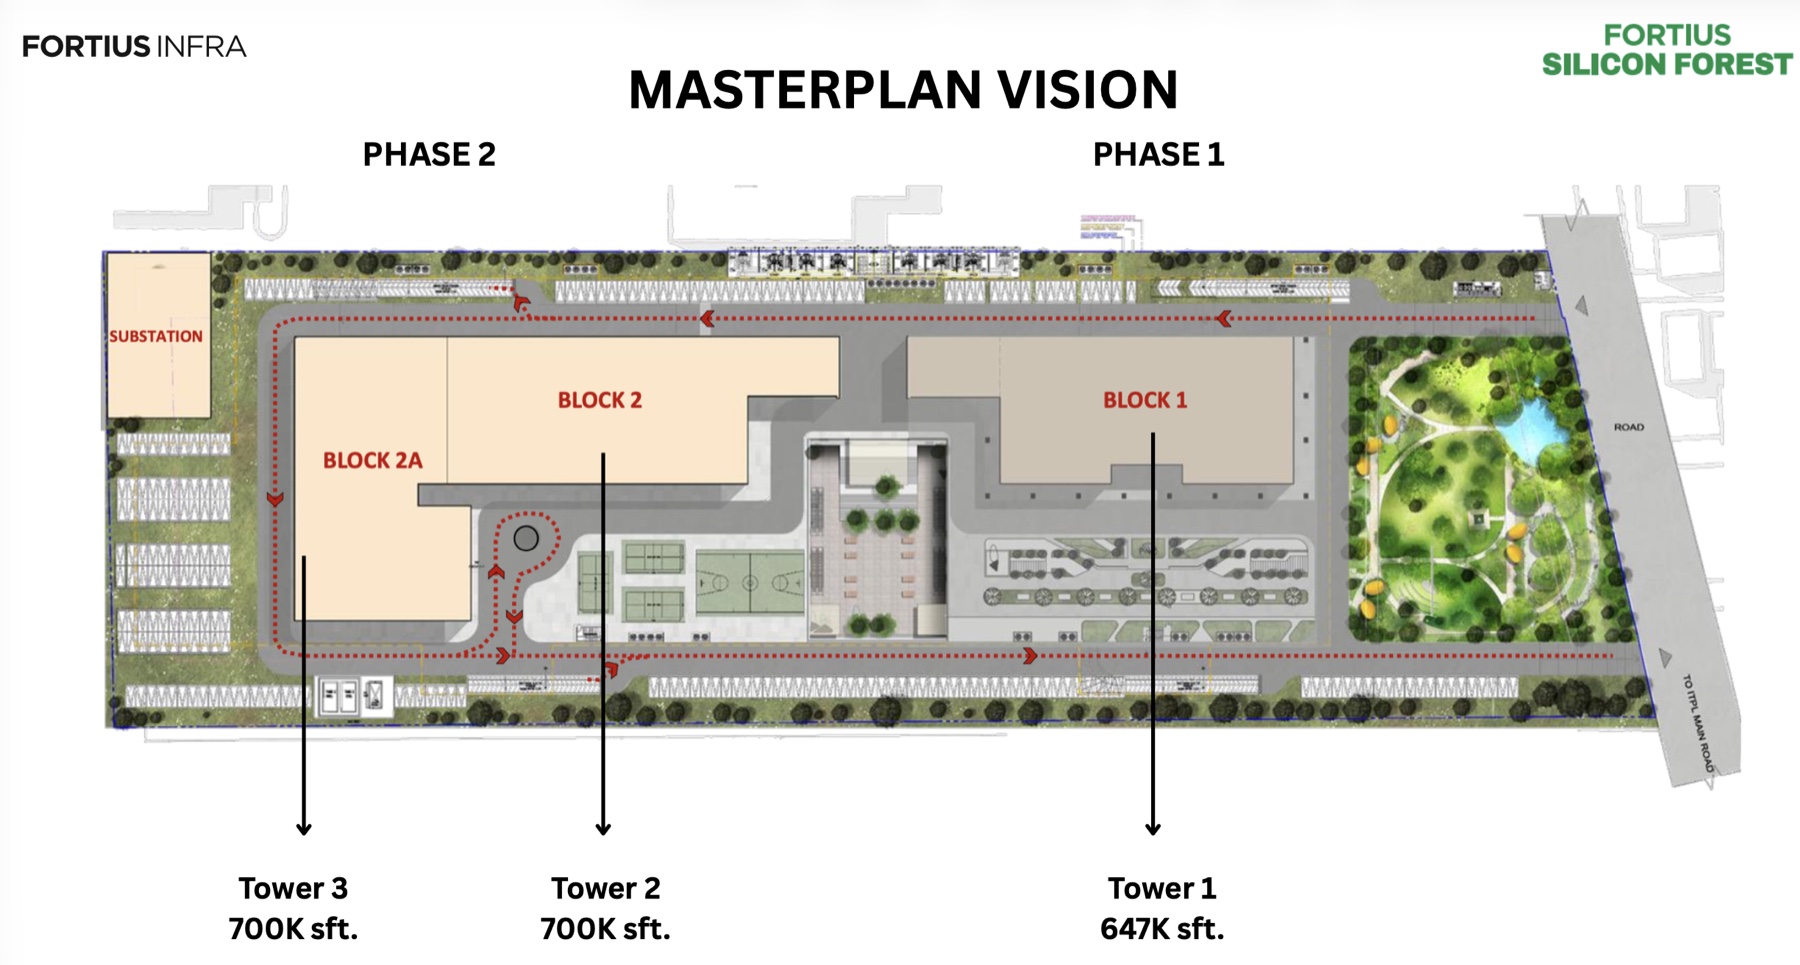 FORTIUS INFRA
FORTIUS
SILICON FOREST
MASTERPLAN VISION
PHASE 2
PHASE 1
SUBSTATION
BLOCK 2
BLOCK 1
BLOCK 2A
ROAD
TO ITPL MAIN ROAD
Tower 3
700K sft.
Tower 2
700K sft.
Tower 1
647K sft.